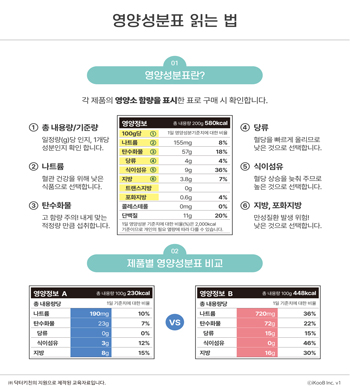 영양성분표 읽는 법
01
영양성분표란?
각 제품의 영양소 함량을 표시한 표로 구매 시 확인합니다.
① 총 내용량/기준량
일정량(g)당 인지, 1개당
성분인지 확인 합니다.
② 나트륨
혈관 건강을 위해 낮은
식품으로 선택합니다.
③ 탄수화물
고 함량 주의! 내게 맞는
적정량 만을 섭취합니다.
영양정보 총 내용량 200g 580kcal
100g당 ① 1일 영양성분기준치에 대한 비율
나트륨 ② 155mg 8%
탄수화물 ③ 57g 18%
당류 ④ 4g 4%
식이섬유 ⑤ 9g 36%
지방 ⑥ 3.8g 7%
트랜스지방 0g
포화지방 0.6g 4%
콜레스테롤 0mg 0%
단백질 11g 20%
1일 영양성분 기준치에 대한 비율(%)은 2,000kcal
기준이므로 개인의 필요 열량에 따라 다를 수 있습니다.
④ 당류
혈당을 빠르게 올리므로
낮은 것으로 선택합니다.
⑤ 식이섬유
혈당 상승을 늦춰 주므로
높은 것으로 선택합니다.
⑥ 지방, 포화지방
만성질환 발생 위험!
낮은 것으로 선택합니다.
02
제품별 영양성분표 비교
영양정보 A 총 내용량 100g 230kcal
총 내용량당 1일 기준치에 대한 비율
나트륨 190mg 10%
탄수화물 23g 7%
당류 0g 0%
식이섬유 3g 12%
지방 8g 15%
VS
영양정보 B 총 내용량 100g 448kcal
총 내용량당 1일 기준치에 대한 비율
나트륨 720mg 36%
탄수화물 72g 22%
당류 15g 15%
식이섬유 0g 46%
지방 16g 30%
㈜ 닥터키친의 지원으로 제작된 교육자료입니다.
ⓒKooB Inc. v.1